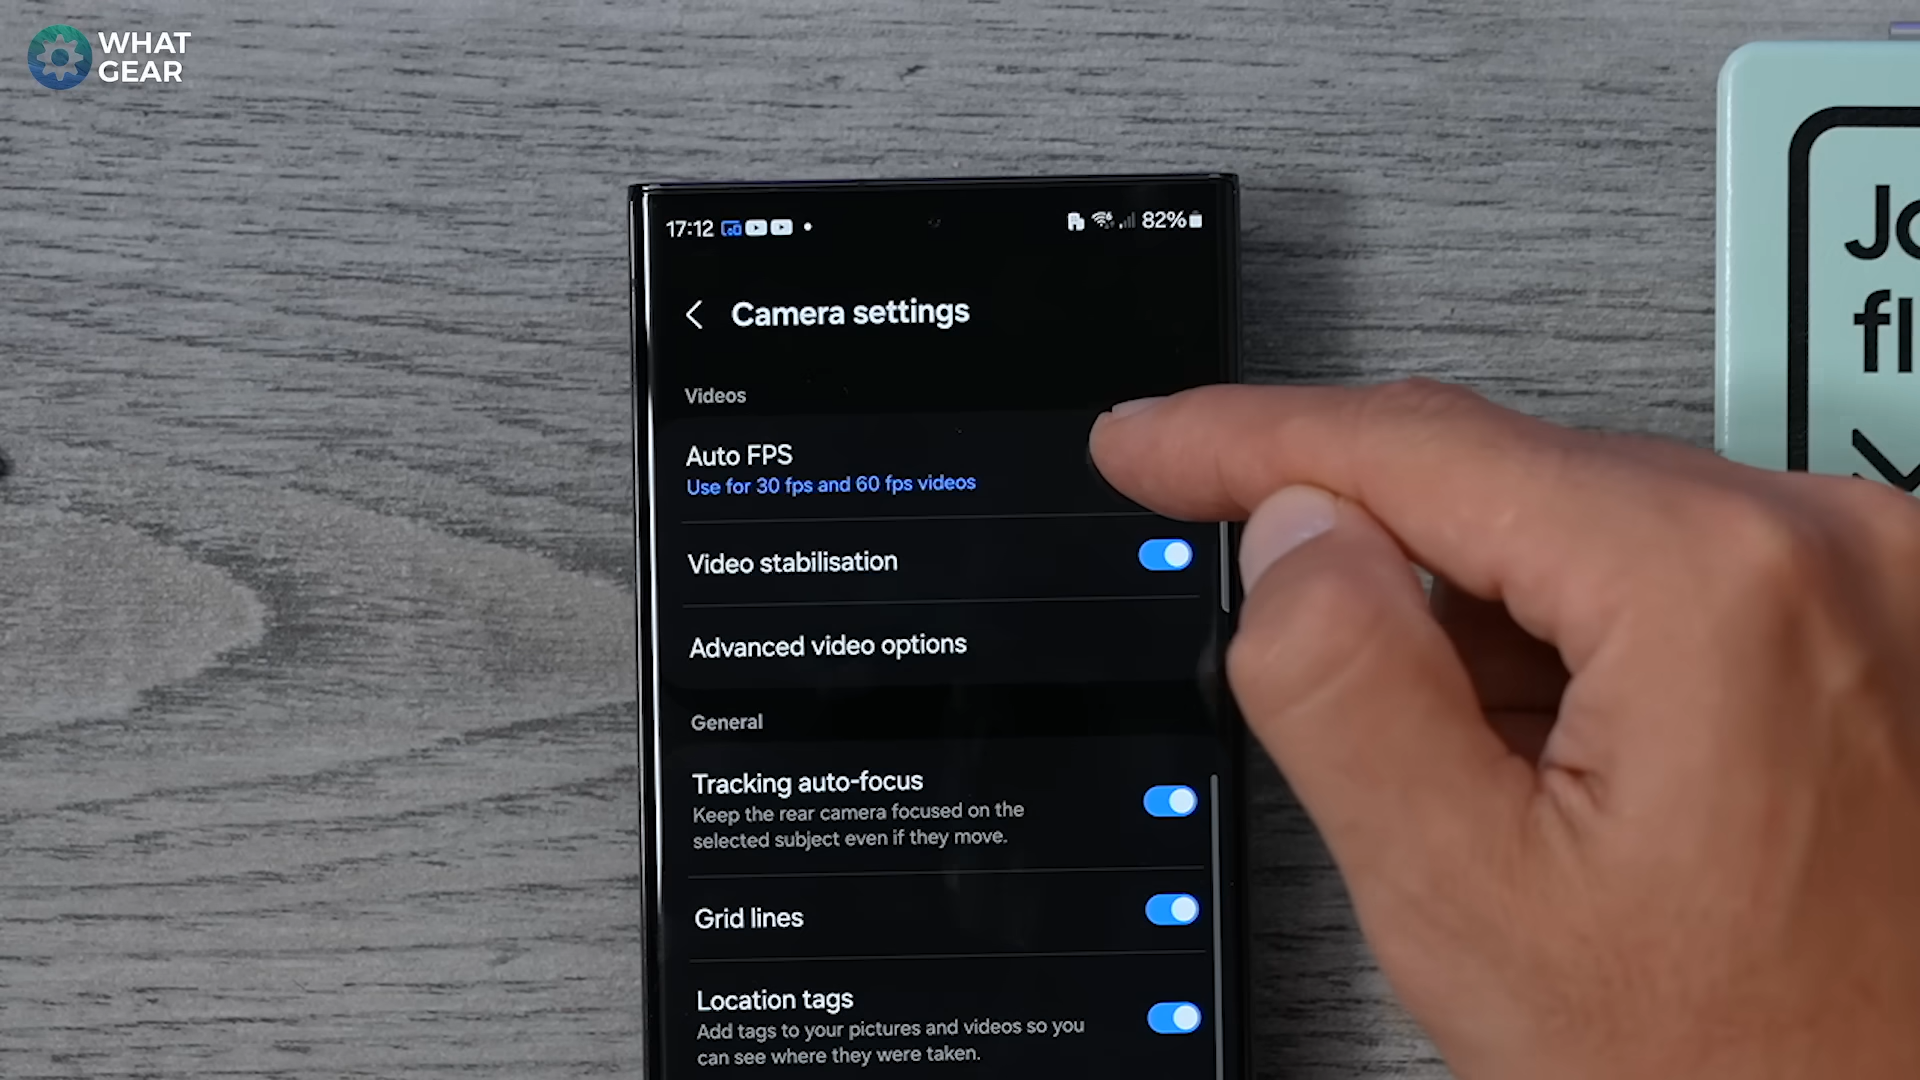 WHAT
GEAR
17:12
82%
Camera settings
Videos
Auto FPS
Use for 30 fps and 60 fps videos
Video stabilisation
Advanced video options
General
Tracking auto-focus
Keep the rear camera focused on the
selected subject even if they move.
Grid lines
Location tags
Add tags to your pictures and videos so you
can see where they were taken.